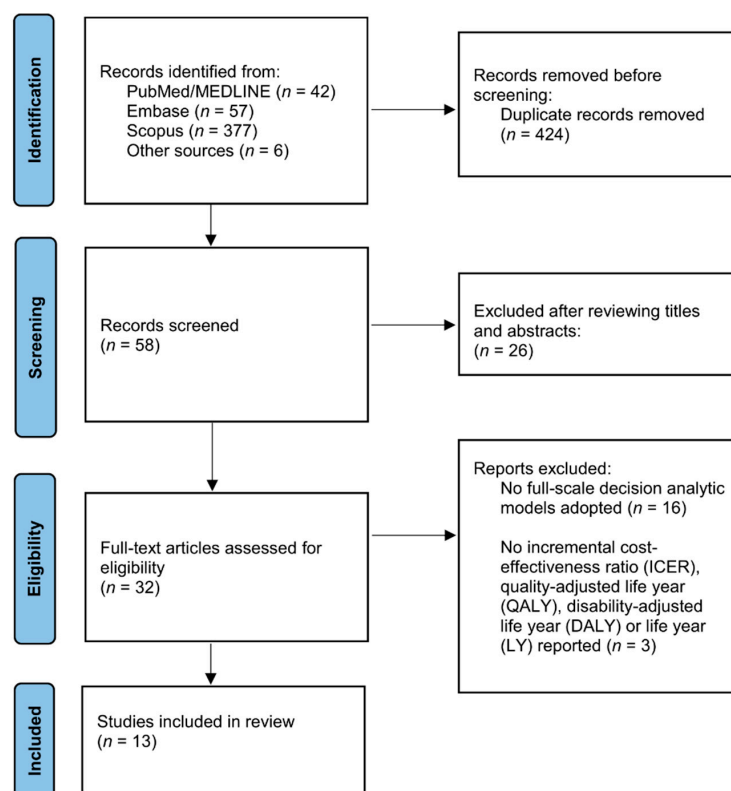 Identification
Records identified from:
PubMed/MEDLINE (n = 42)
Embase (n = 57)
Scopus (n = 377)
Other sources (n = 6)
Records removed before
screening:
Duplicate records removed
(n = 424)
Screening
Records screened
(n = 58)
Excluded after reviewing titles
and abstracts:
(n = 26)
Eligibility
Full-text articles assessed for
eligibility
(n = 32)
Reports excluded:
No full-scale decision analytic
models adopted (n = 16)
No incremental cost-
effectiveness ratio (ICER),
quality-adjusted life year
(QALY), disability-adjusted
life year (DALY) or life year
(LY) reported (n = 3)
Included
Studies included in review
(n = 13)